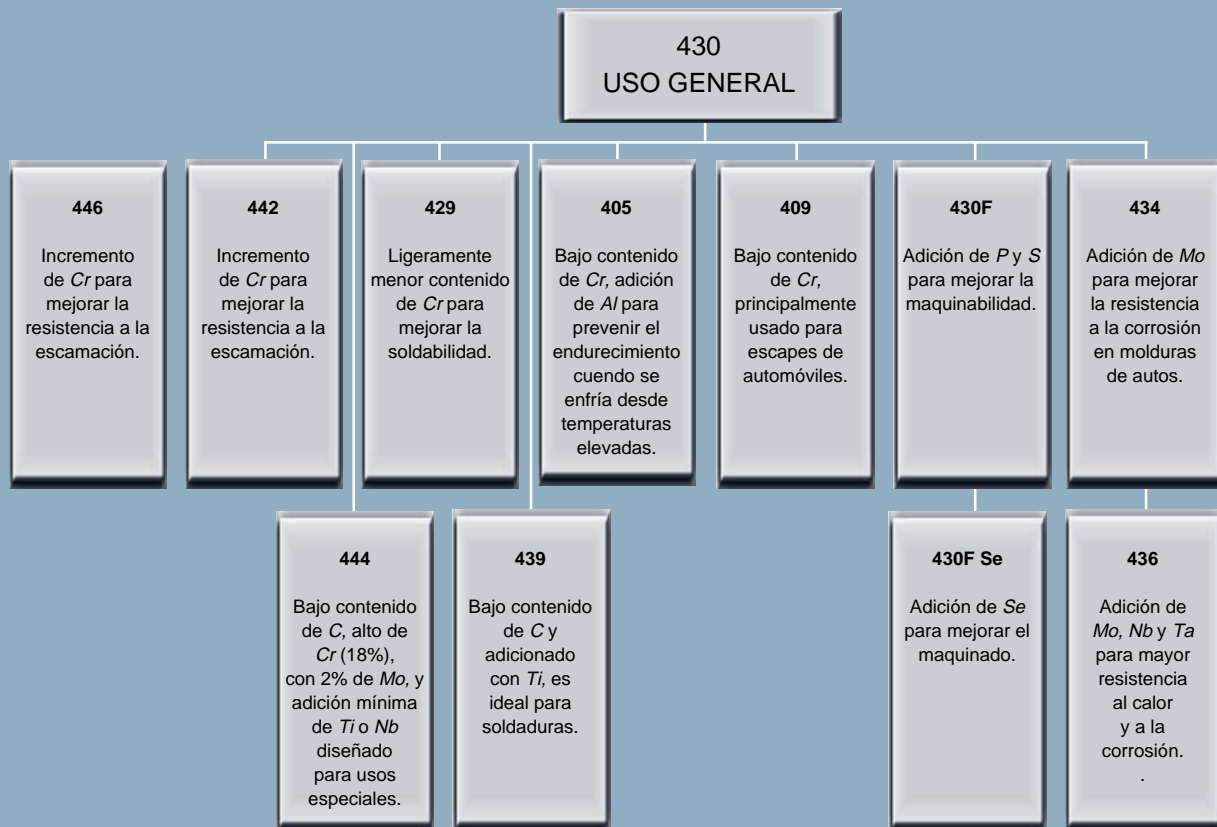 430
USO GENERAL
446
Incremento
de Cr para
mejorar la
resistencia a la
escamación.
442
Incremento
de Cr para
mejorar la
resistencia a la
escamación.
429
Ligeramente
menor contenido
de Cr para
mejorar la
soldabilidad.
405
Bajo contenido
de Cr, adición
de Al para
prevenir el
endurecimiento
cuendo se
enfría desde
temperaturas
elevadas.
409
Bajo contenido
de Cr,
principalmente
usado para
escapes de
automóviles.
430F
Adición de P y S
para mejorar la
maquinabilidad.
434
Adición de Mo
para mejorar
la resistencia
a la corrosión
en molduras
de autos.
444
Bajo contenido
de C, alto de
Cr (18%),
con 2% de Mo, y
adición mínima
de Ti o Nb
diseñado
para usos
especiales.
439
Bajo contenido
de C y
adicionado
con Ti, es
ideal para
soldaduras.
430F Se
Adición de Se
para mejorar el
maquinado.
436
Adición de
Mo, Nb y Ta
para mayor
resistencia
al calor
y a la
corrosión.
.